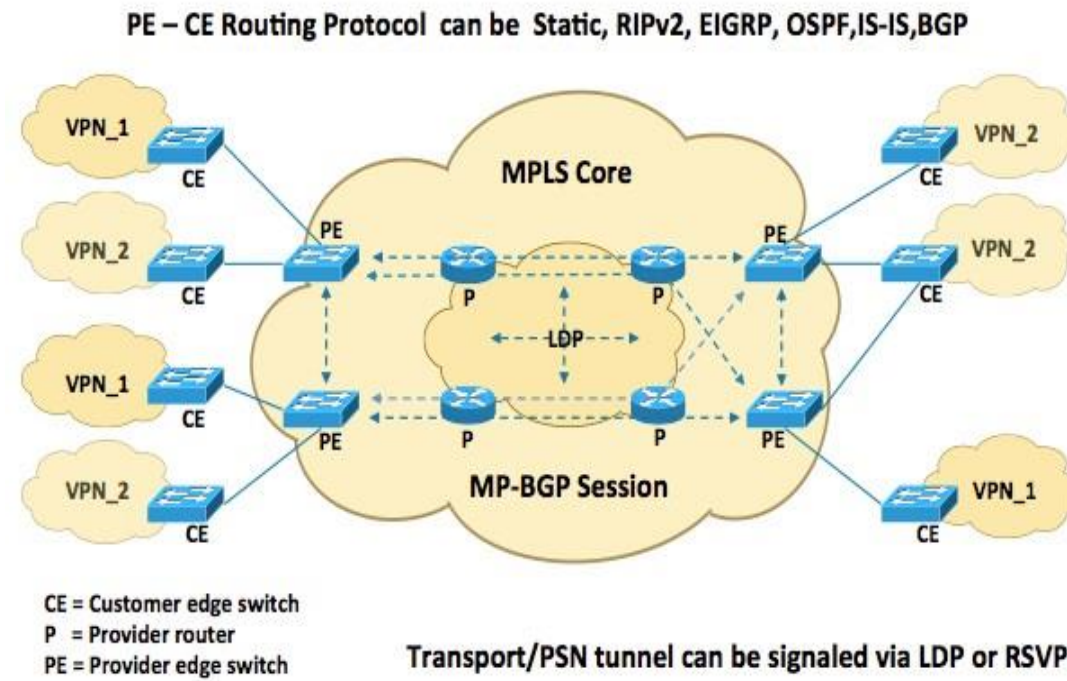 PE – CE Routing Protocol can be Static, RIPv2, EIGRP, OSPF,IS-IS,BGP
VPN_1
CE
VPN_2
CE
MPLS Core
VPN_2
CE
PE
PE
VPN_2
CE
P
P
LDP
VPN_1
CE
PE
P
P
PE
VPN_2
CE
MP-BGP Session
VPN_1
CE
CE = Customer edge switch
P = Provider router
PE = Provider edge switch
Transport/PSN tunnel can be signaled via LDP or RSVP